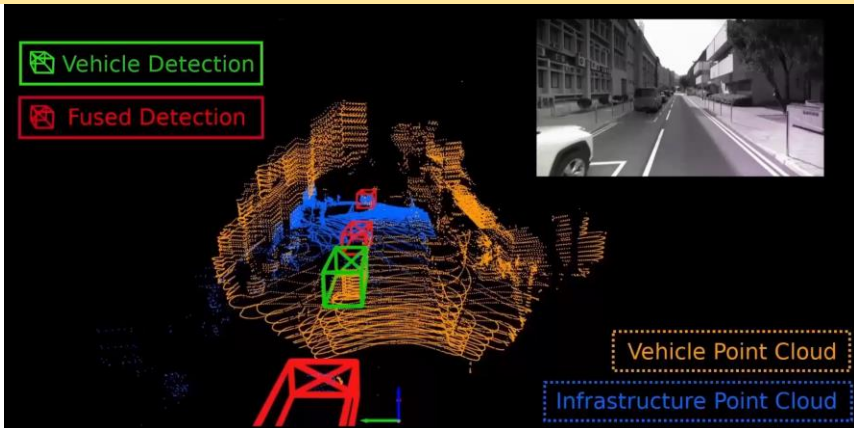 Vehicle Detection
Fused Detection
Vehicle Point Cloud
Infrastructure Point Cloud